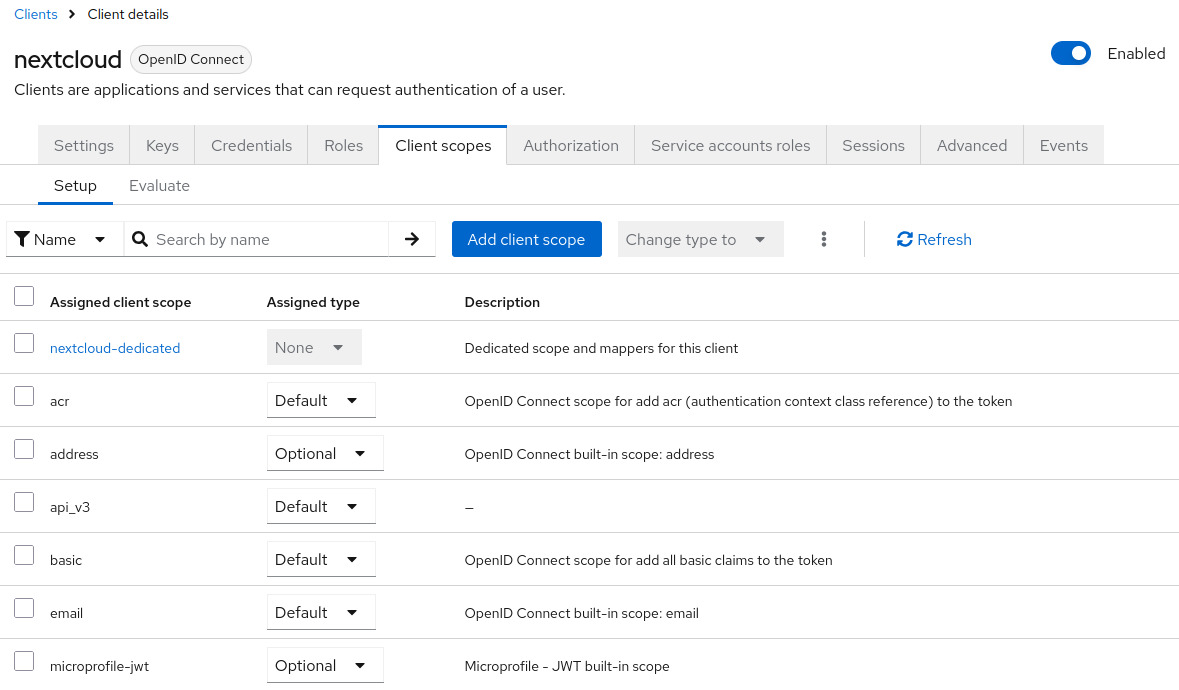 Clients > Client details
nextcloud OpenID Connect
Enabled
Clients are applications and services that can request authentication of a user.
Settings Keys Credentials Roles Client scopes Authorization Service accounts roles Sessions Advanced Events
Setup Evaluate
Name Search by name Add client scope Change type to Refresh
Assigned client scope Assigned type Description
nextcloud-dedicated None Dedicated scope and mappers for this client
acr Default OpenID Connect scope for add acr (authentication context class reference) to the token
address Optional OpenID Connect built-in scope: address
api_v3 Default –
basic Default OpenID Connect scope for add all basic claims to the token
email Default OpenID Connect built-in scope: email
microprofile-jwt Optional Microprofile - JWT built-in scope